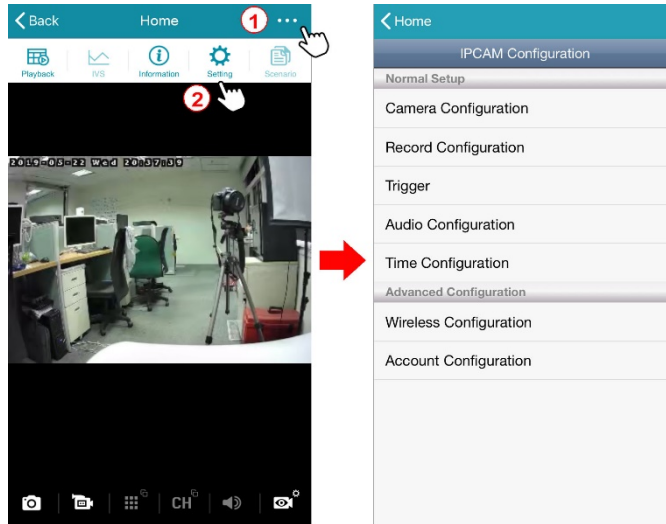 Back
Home
1
Playback
IVS
Information
Setting
Scenario
2
2019-05-22 Wed 20:37:39
CH
Home
IPCAM Configuration
Normal Setup
Camera Configuration
Record Configuration
Trigger
Audio Configuration
Time Configuration
Advanced Configuration
Wireless Configuration
Account Configuration